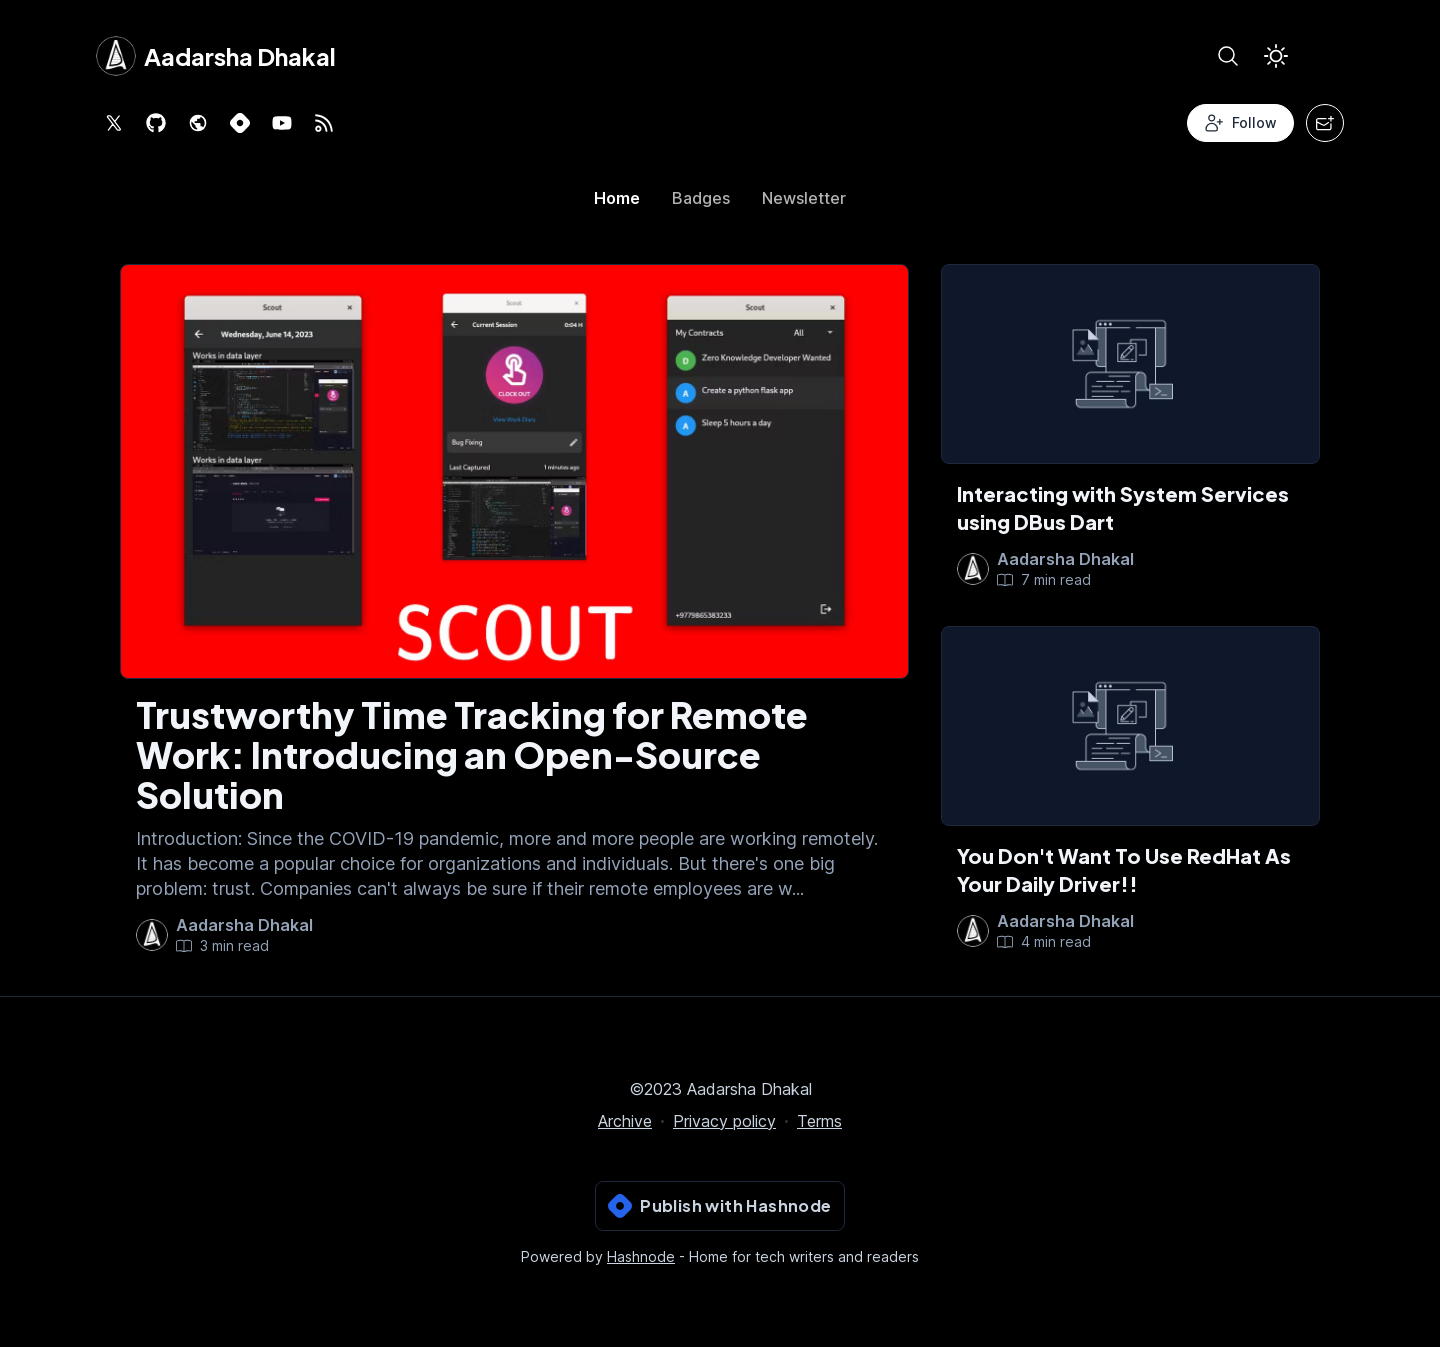 Aadarsha Dhakal
Follow
Home
Badges
Newsletter
Scout
Wednesday, June 14, 2023
Works in data layer
Works in data layer
Scout
Current Session
0:04 H
CLOCK OUT
View Work Diary
Bug Fixing
Last Captured
1 minutes ago
Scout
My Contracts
All
D
Zero Knowledge Developer Wanted
A
Create a python flask app
A
Sleep 5 hours a day
+9779865383233
SCOUT
Trustworthy Time Tracking for Remote
Work: Introducing an Open-Source
Solution
Introduction: Since the COVID-19 pandemic, more and more people are working remotely.
It has become a popular choice for organizations and individuals. But there's one big
problem: trust. Companies can't always be sure if their remote employees are w...
Aadarsha Dhakal
3 min read
Interacting with System Services
using DBus Dart
Aadarsha Dhakal
7 min read
You Don't Want To Use RedHat As
Your Daily Driver!!
Aadarsha Dhakal
4 min read
©2023 Aadarsha Dhakal
Archive · Privacy policy · Terms
Publish with Hashnode
Powered by Hashnode - Home for tech writers and readers